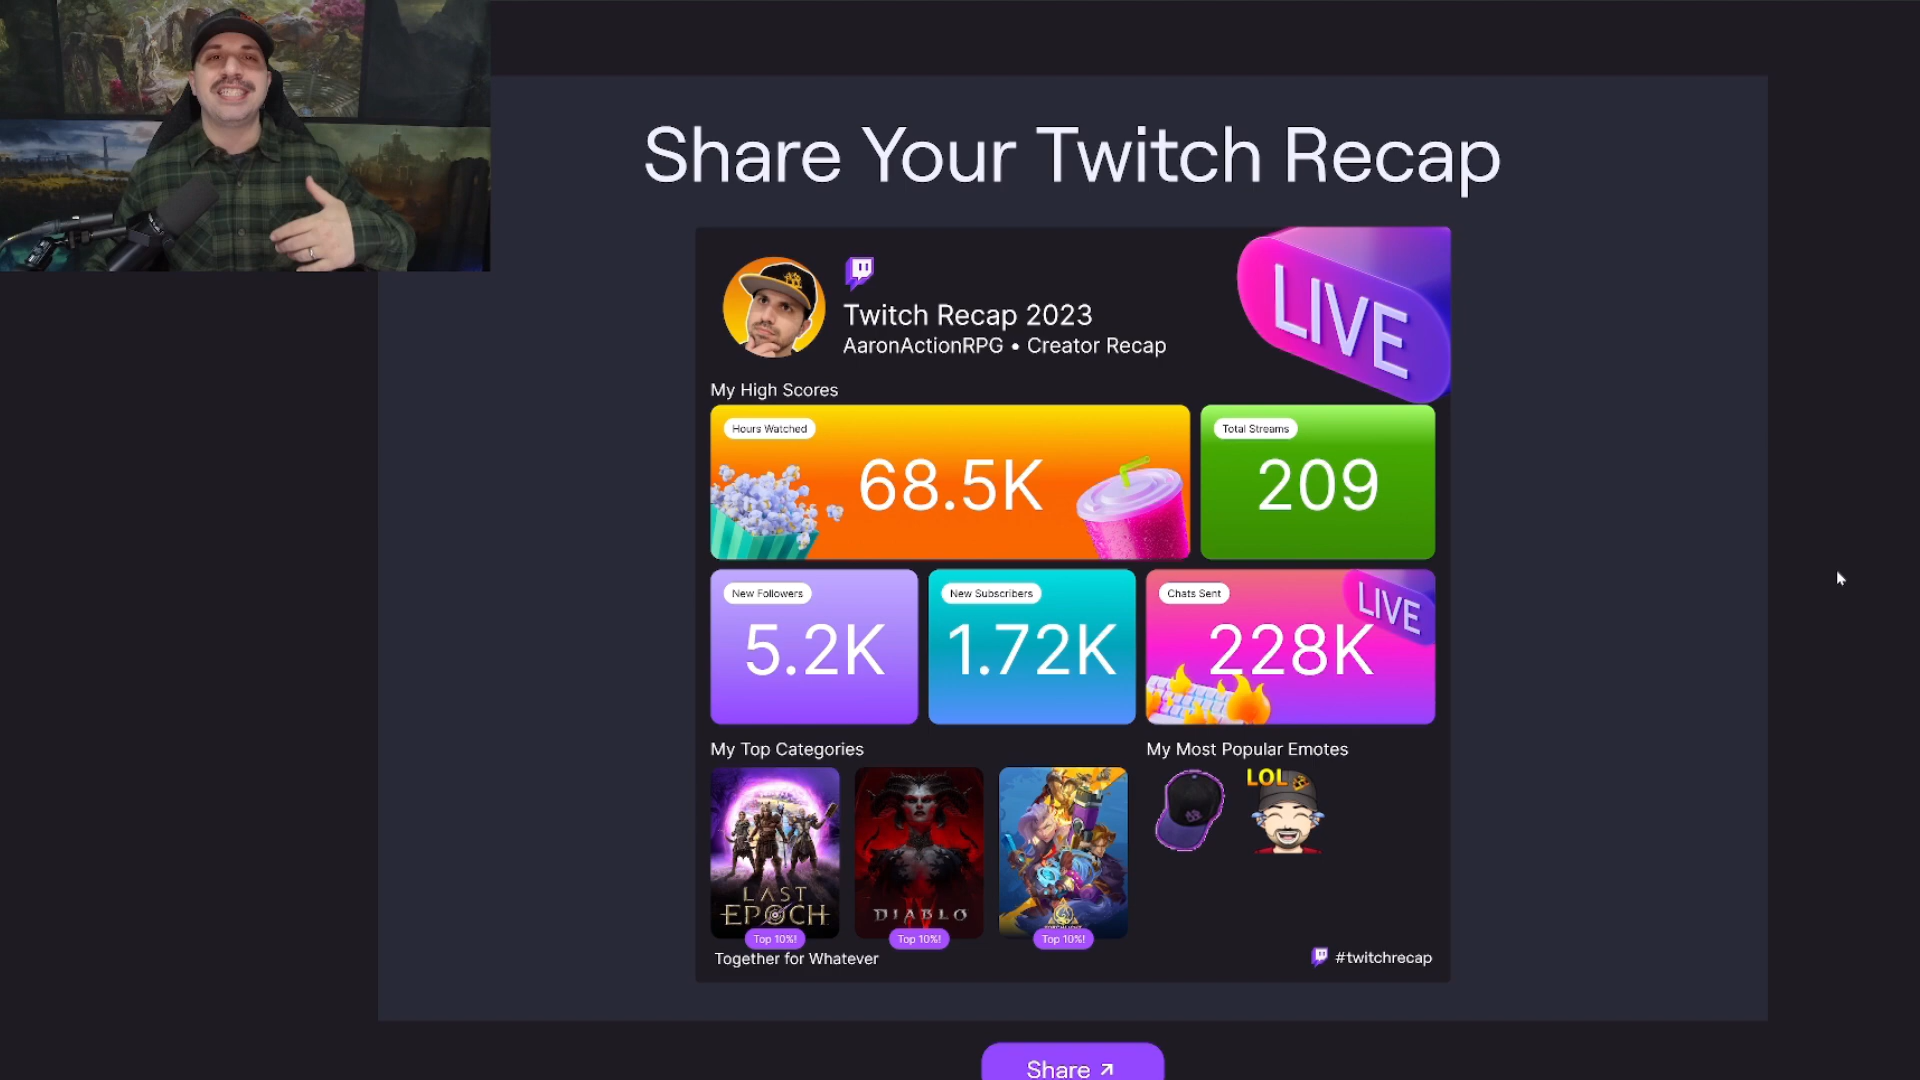 Share Your Twitch Recap
Twitch Recap 2023
AaronActionRPG • Creator Recap
LIVE
My High Scores
Hours Watched
68.5K
Total Streams
209
New Followers
5.2K
New Subscribers
1.72K
Chats Sent
228K
LIVE
My Top Categories
My Most Popular Emotes
LOL
LAST
EPOCH
DIABLO
Top 10%!
Top 10%!
Top 10%!
Together for Whatever
#twitchrecap
Share ↗